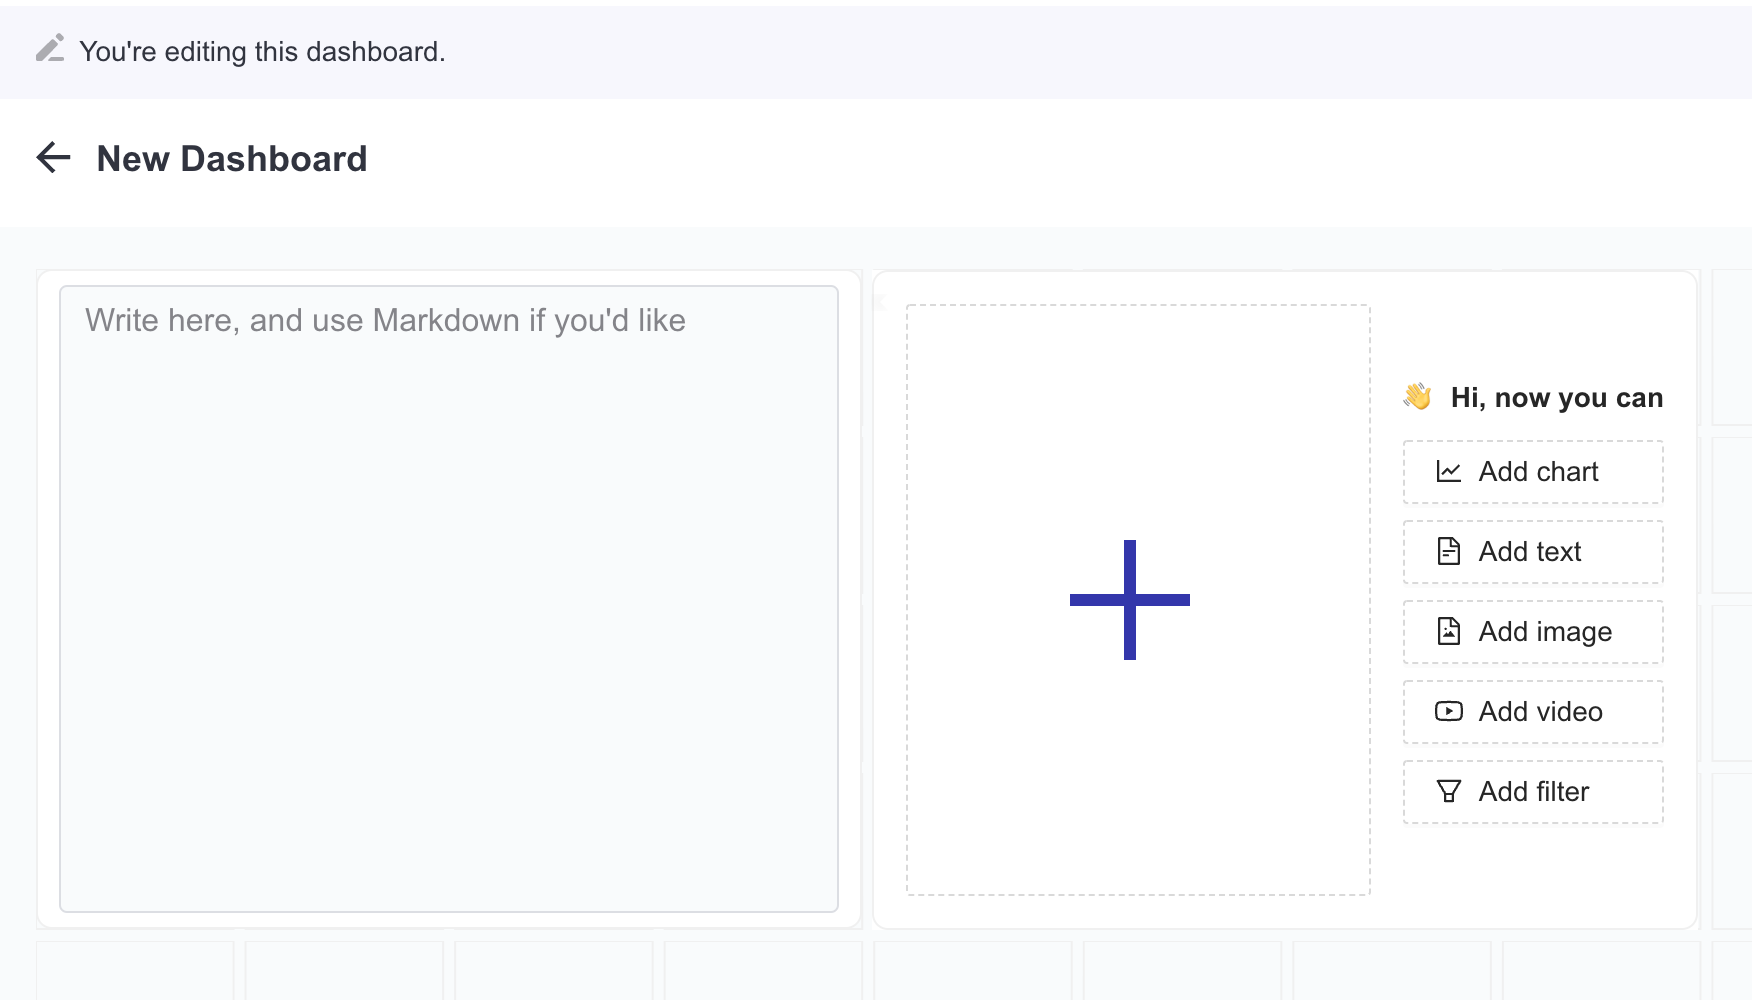 You're editing this dashboard.
New Dashboard
Write here, and use Markdown if you'd like
👋 Hi, now you can
Add chart
Add text
Add image
Add video
Add filter